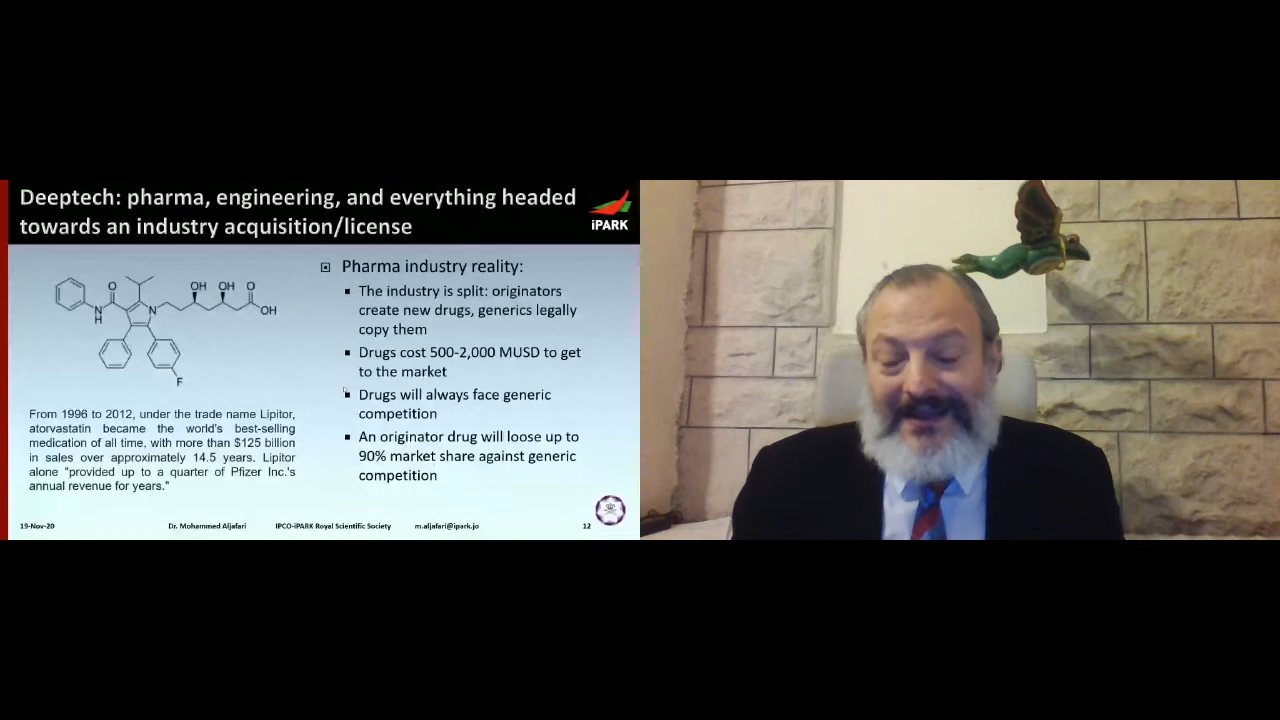 Deeptech: pharma, engineering, and everything headed
towards an industry acquisition/license
iPARK
OH
OH
O
O
N
OH
N
H
F
From 1996 to 2012, under the trade name Lipitor,
atorvastatin became the world's best-selling
medication of all time, with more than $125 billion
in sales over approximately 14.5 years. Lipitor
alone "provided up to a quarter of Pfizer Inc.'s
annual revenue for years."
Pharma industry reality:
The industry is split: originators
create new drugs, generics legally
copy them
Drugs cost 500-2,000 MUSD to get
to the market
Drugs will always face generic
competition
An originator drug will loose up to
90% market share against generic
competition
19-Nov-20 Dr. Mohammed Aljafari IPCO-iPARK Royal Scientific Society m.aljafari@ipark.jo 12